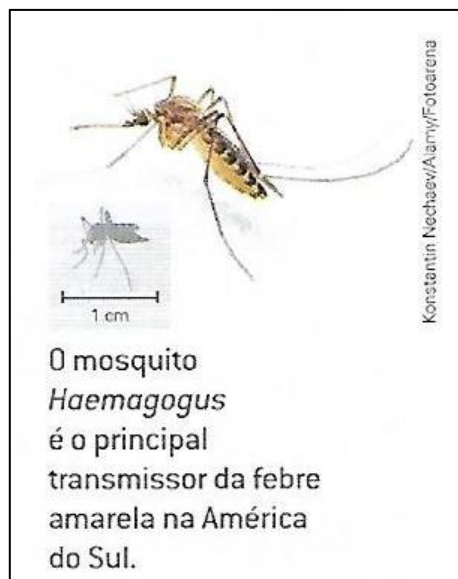 Konstantin Nechaev/Alamy/Fotoarena
1 cm
O mosquito
Haemagogus
é o principal
transmissor da febre
amarela na América
do Sul.